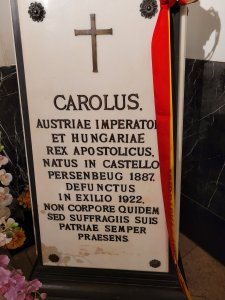 CAROLUS.
AUSTRIAE IMPERATOR
ET HUNGARIAE
REX APOSTOLICUS,
NATUS IN CASTELLO
PERSENBEUG 1887.
DEFUNCTUS
IN EXILIO 1922.
NON CORPORE QUIDEM
SED SUFFRAGIIS SUIS
PATRIAE SEMPER
PRAESENS.